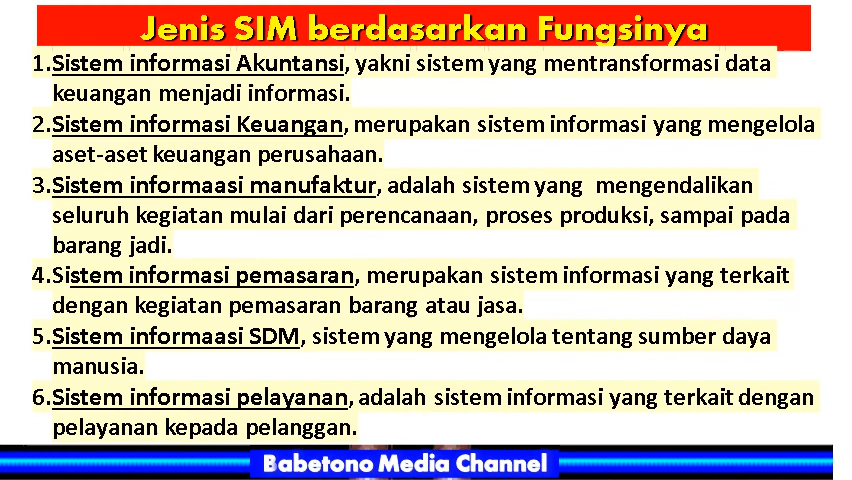 Jenis SIM berdasarkan Fungsinya
1.Sistem informasi Akuntansi, yakni sistem yang mentransformasi data
keuangan menjadi informasi.
2.Sistem informasi Keuangan, merupakan sistem informasi yang mengelola
aset-aset keuangan perusahaan.
3.Sistem informaasi manufaktur, adalah sistem yang mengendalikan
seluruh kegiatan mulai dari perencanaan, proses produksi, sampai pada
barang jadi.
4.Sistem informasi pemasaran, merupakan sistem informasi yang terkait
dengan kegiatan pemasaran barang atau jasa.
5.Sistem informaasi SDM, sistem yang mengelola tentang sumber daya
manusia.
6.Sistem informasi pelayanan, adalah sistem informasi yang terkait dengan
pelayanan kepada pelanggan.
Babetono Media Channel